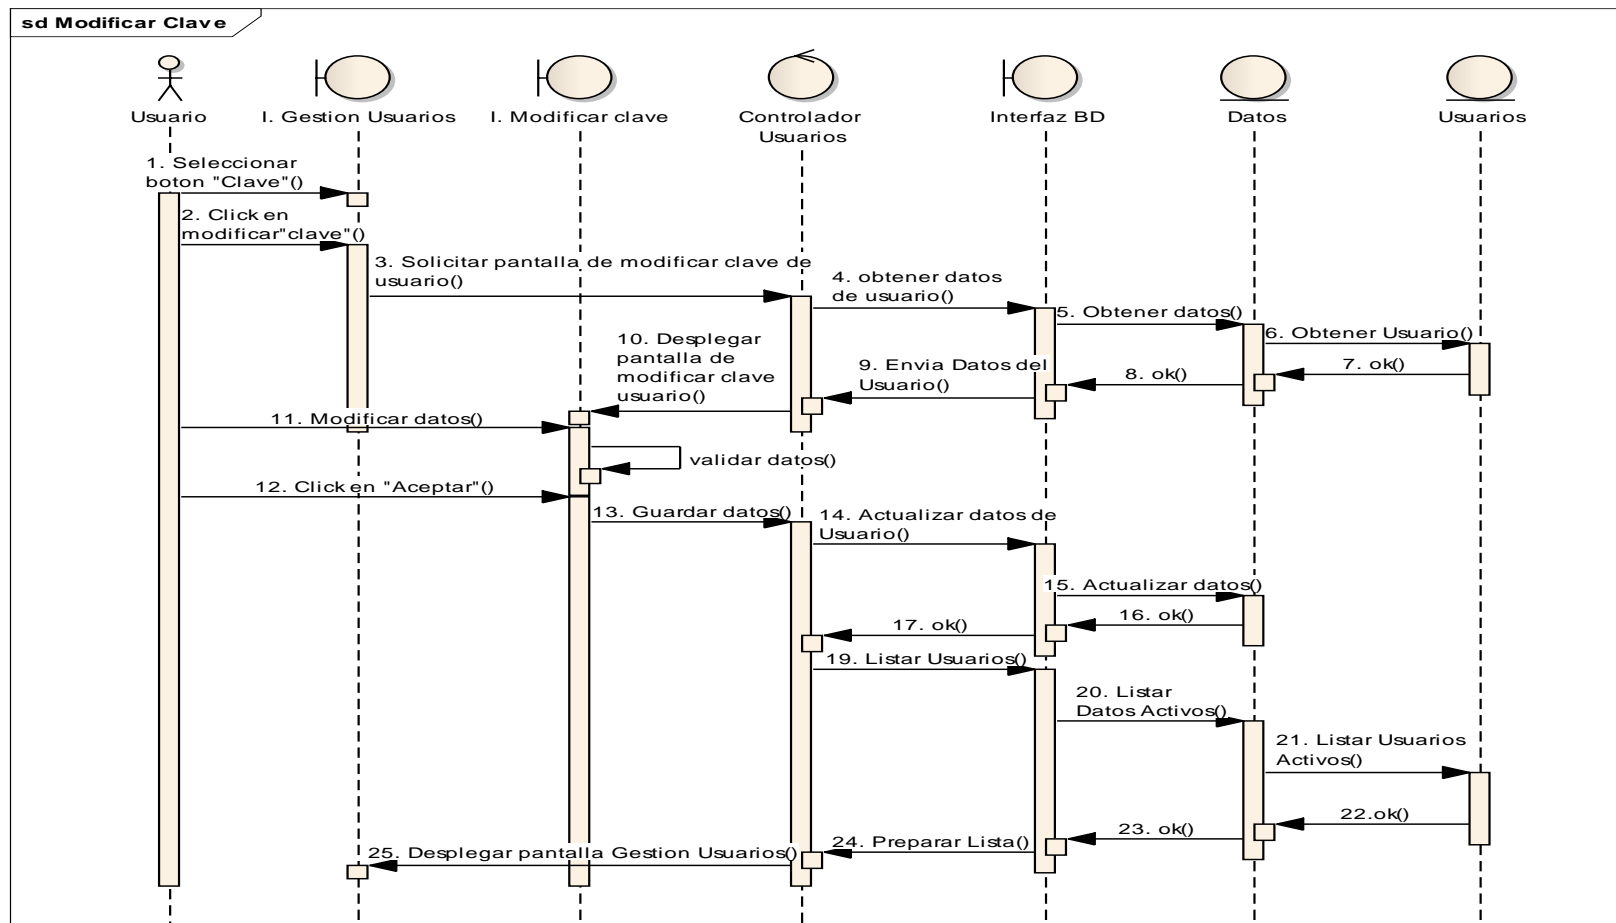 sd Modificar Clave
Usuario
I. Gestion Usuarios
I. Modificar clave
Controlador
Usuarios
Interfaz BD
Datos
Usuarios
1. Seleccionar
boton "Clave"()
2. Click en
modificar"clave"()
3. Solicitar pantalla de modificar clave de
usuario()
4. obtener datos
de usuario()
5. Obtener datos()
6. Obtener Usuario()
7. ok()
8. ok()
9. Envia Datos del
Usuario()
10. Desplegar
pantalla de
modificar clave
usuario()
11. Modificar datos()
validar datos()
12. Click en "Aceptar"()
13. Guardar datos()
14. Actualizar datos de
Usuario()
15. Actualizar datos()
16. ok()
17. ok()
19. Listar Usuarios()
20. Listar
Datos Activos()
21. Listar Usuarios
Activos()
22.ok()
23. ok()
24. Preparar Lista()
25. Desplegar pantalla Gestion Usuarios()